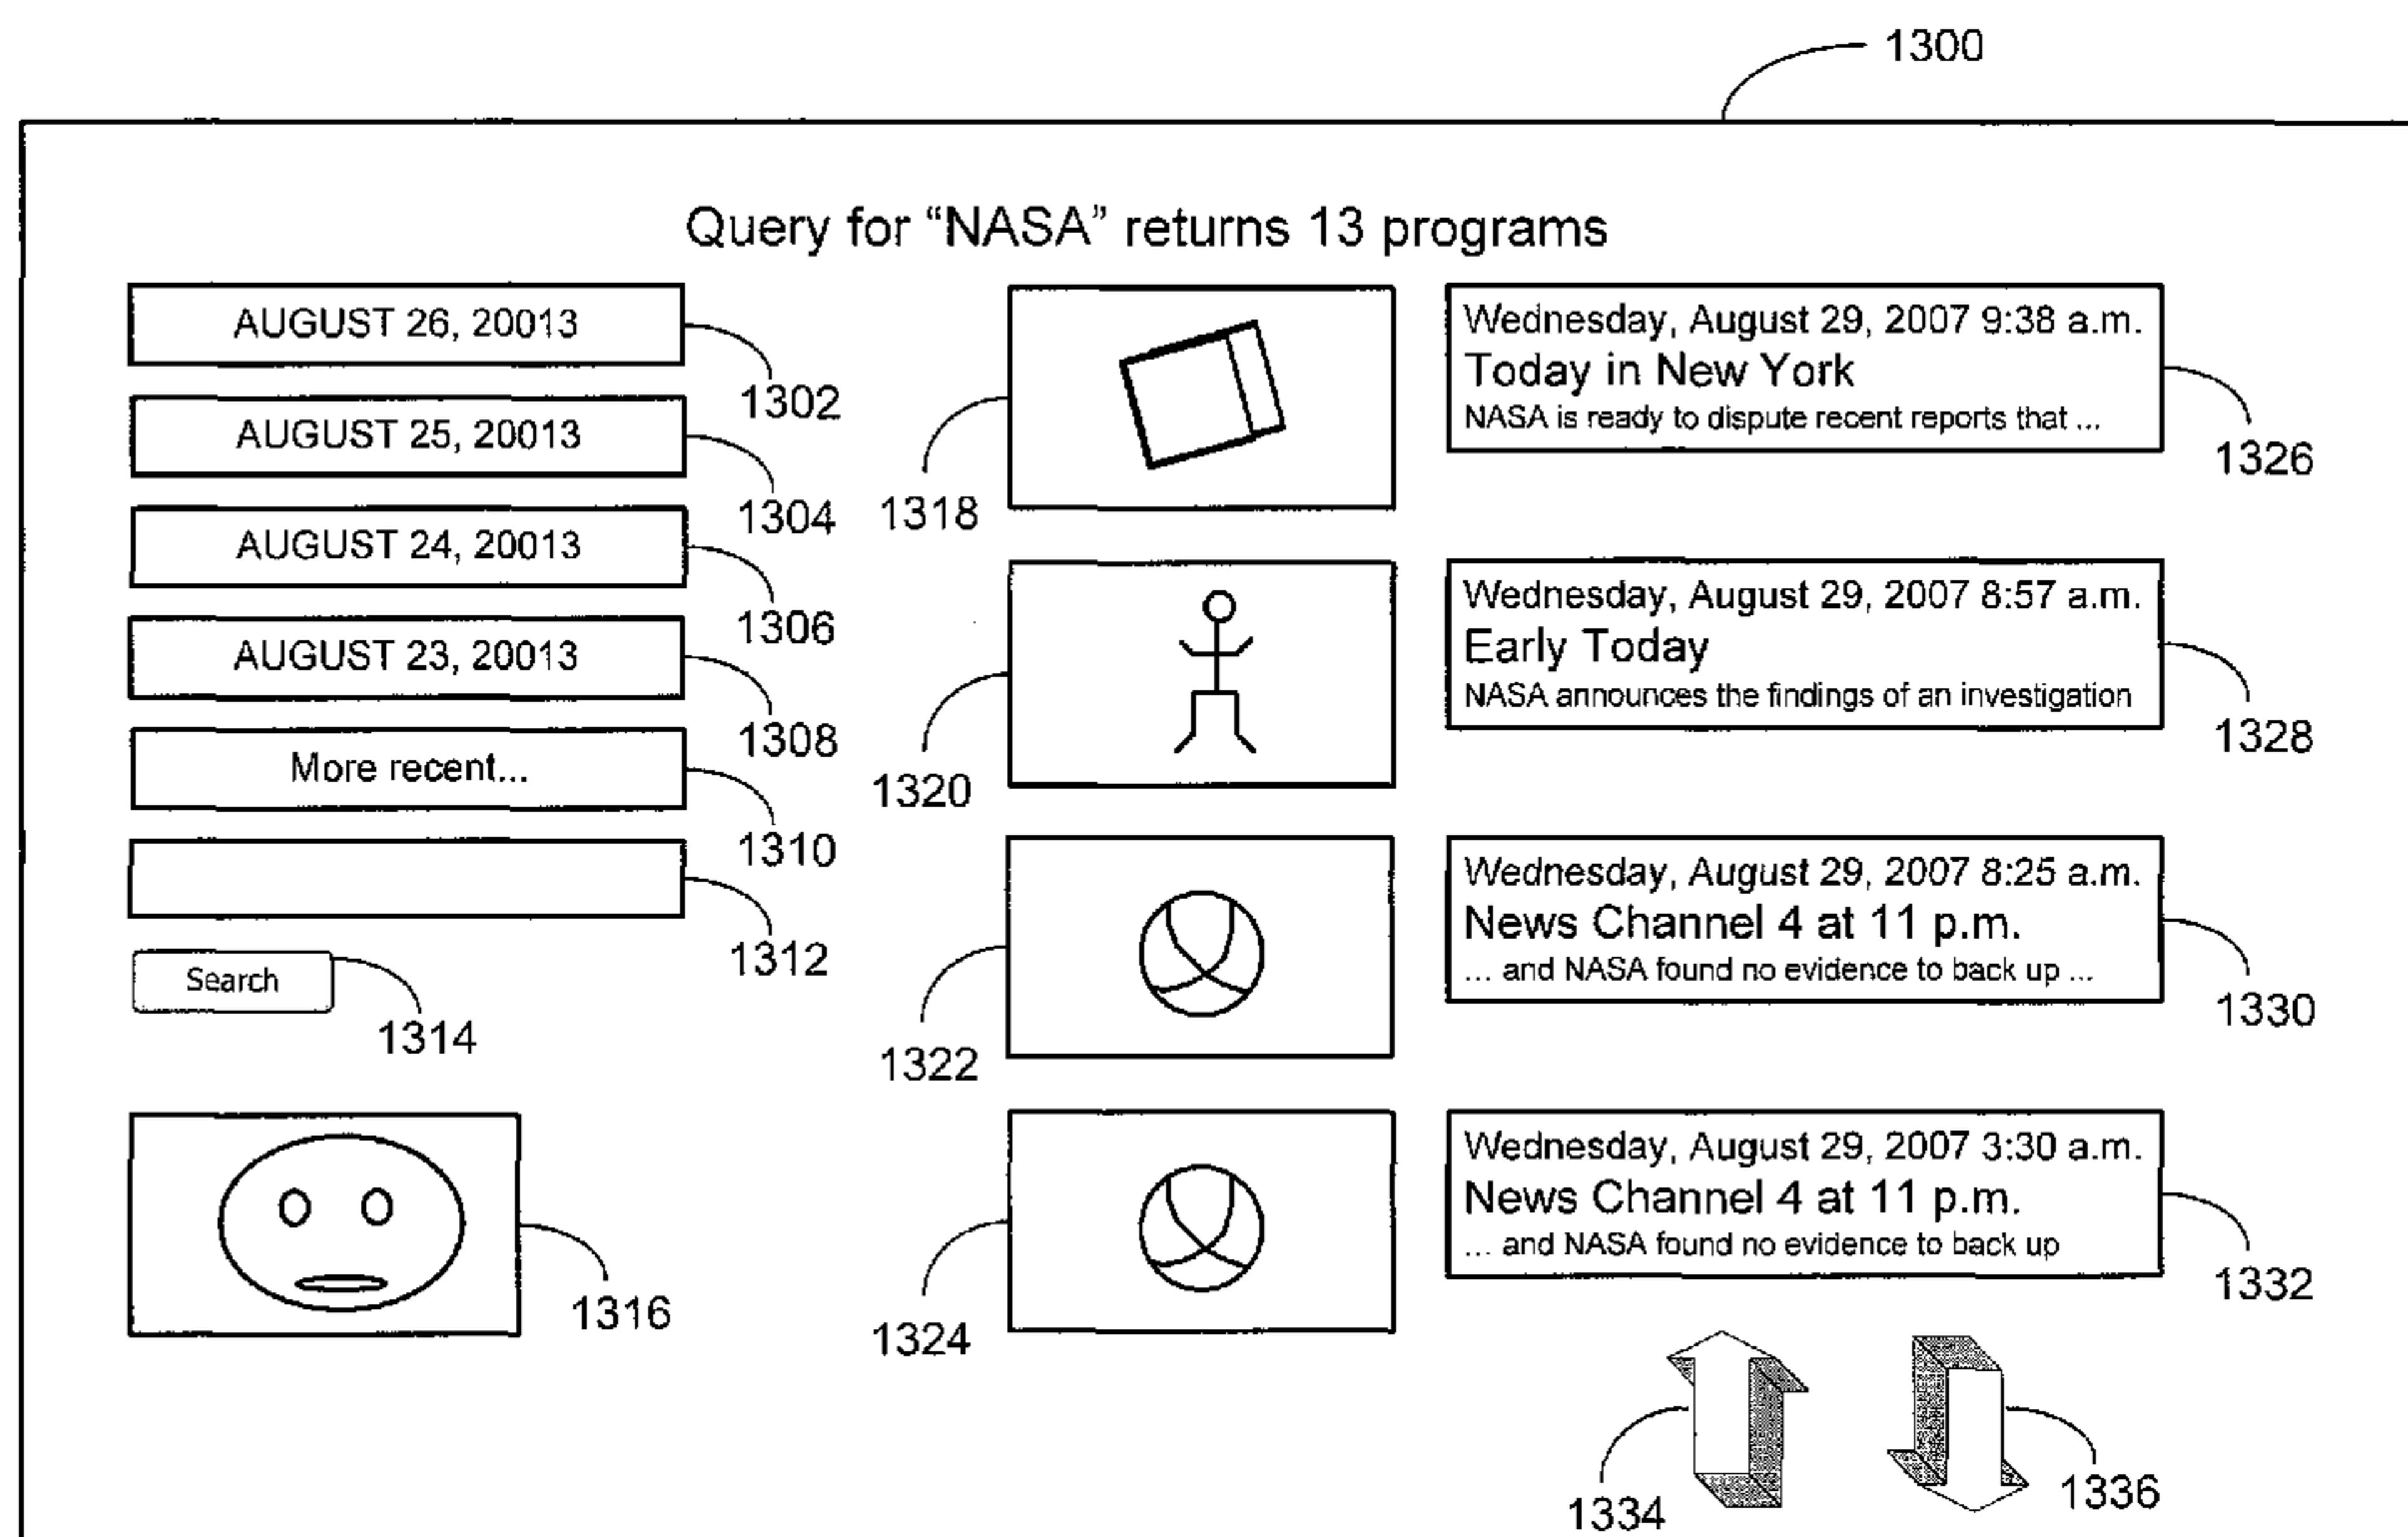 1300
Query for “NASA” returns 13 programs
AUGUST 26, 20013
1302
AUGUST 25, 20013
1304
AUGUST 24, 20013
1306
AUGUST 23, 20013
1308
More recent...
1310
1312
Search
1314
1316
1318
1320
1322
1324
Wednesday, August 29, 2007 9:38 a.m.
Today in New York
NASA is ready to dispute recent reports that ...
1326
Wednesday, August 29, 2007 8:57 a.m.
Early Today
NASA announces the findings of an investigation
1328
Wednesday, August 29, 2007 8:25 a.m.
News Channel 4 at 11 p.m.
... and NASA found no evidence to back up ...
1330
Wednesday, August 29, 2007 3:30 a.m.
News Channel 4 at 11 p.m.
... and NASA found no evidence to back up
1332
1334
1336